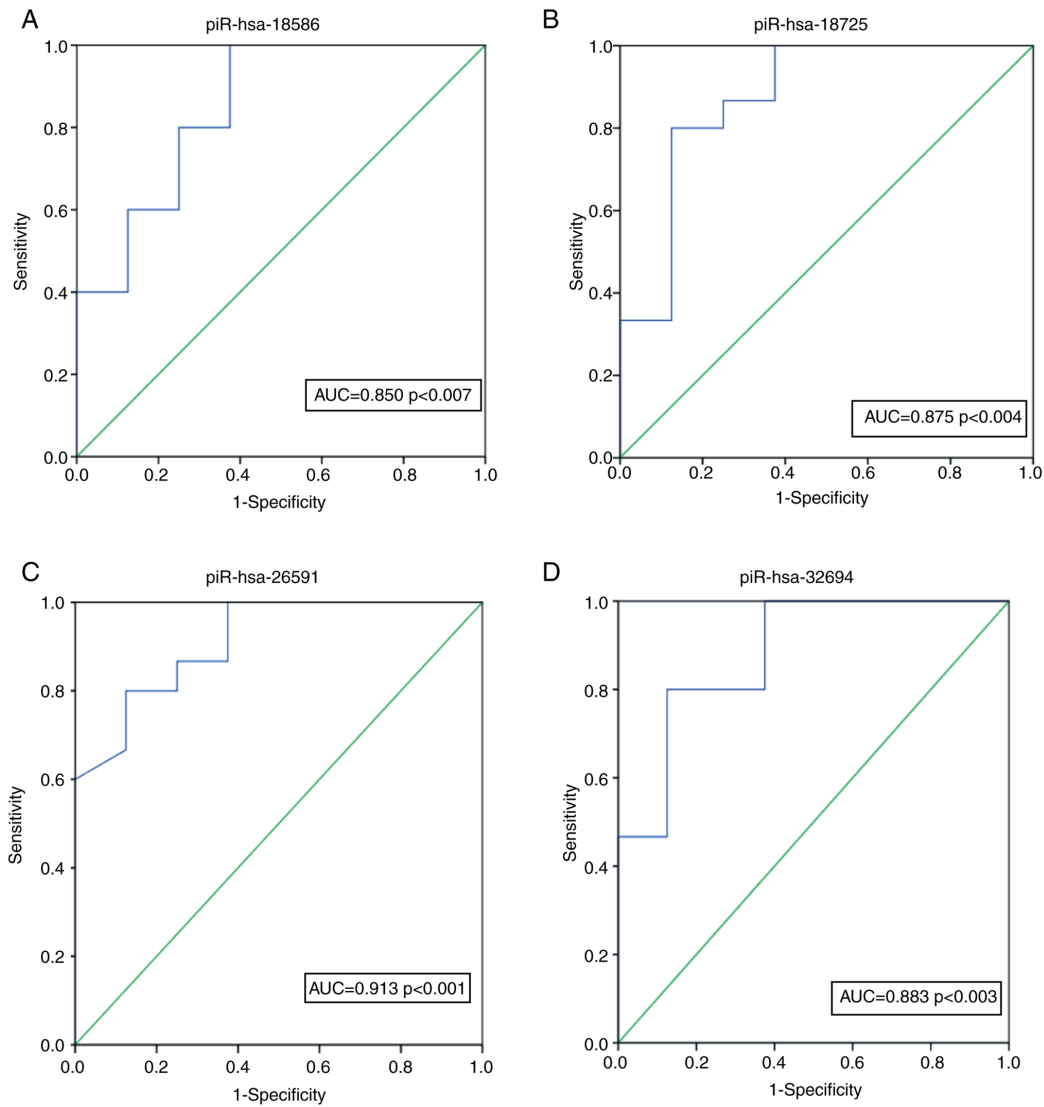 A
piR-hsa-18586
1.0
0.8
0.6
0.4
0.2
0.0
Sensitivity
AUC=0.850 p<0.007
0.0 0.2 0.4 0.6 0.8 1.0
1-Specificity
B
piR-hsa-18725
1.0
0.8
0.6
0.4
0.2
0.0
Sensitivity
AUC=0.875 p<0.004
0.0 0.2 0.4 0.6 0.8 1.0
1-Specificity
C
piR-hsa-26591
1.0
0.8
0.6
0.4
0.2
0.0
Sensitivity
AUC=0.913 p<0.001
0.0 0.2 0.4 0.6 0.8 1.0
1-Specificity
D
piR-hsa-32694
1.0
0.8
0.6
0.4
0.2
0.0
Sensitivity
AUC=0.883 p<0.003
0.0 0.2 0.4 0.6 0.8 1.0
1-Specificity